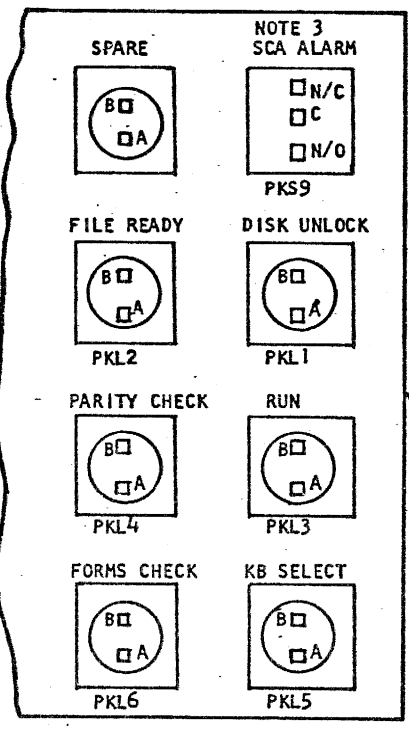 NOTE 3
SPARE SCA ALARM
B N/C
A C
N/O
PKS9
FILE READY DISK UNLOCK
B B
A A
PKL2 PKL1
PARITY CHECK RUN
B B
A A
PKL4 PKL3
FORMS CHECK KB SELECT
B B
A A
PKL6 PKL5